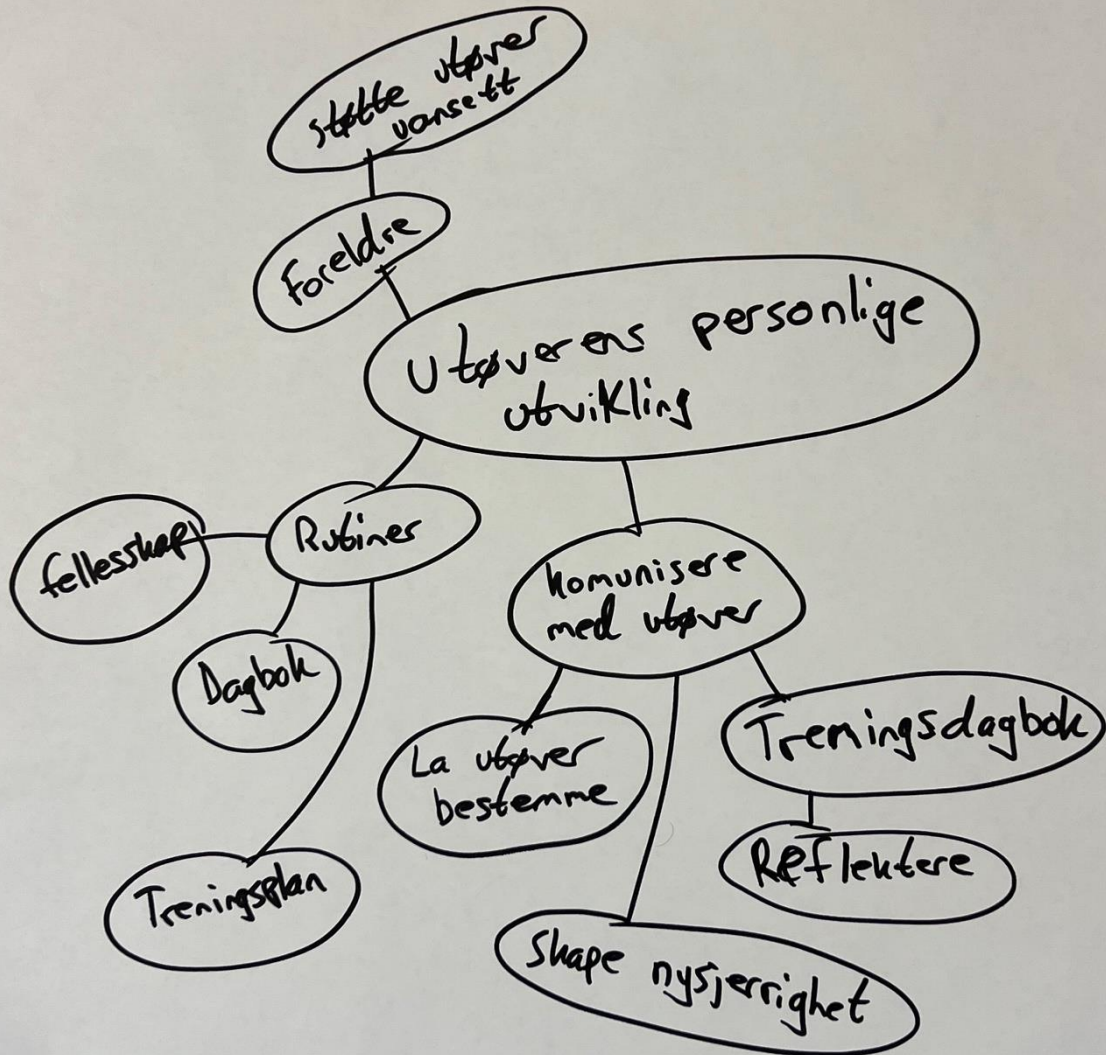 støtte utøver
uansett
Foreldre
Utøverens personlige
utvikling
Rutiner
fellesskap
Dagbok
Treningsplan
komunisere
med utøver
La utøver
bestemme
Treningsdagbok
Reflektere
Skape nysjerrighet